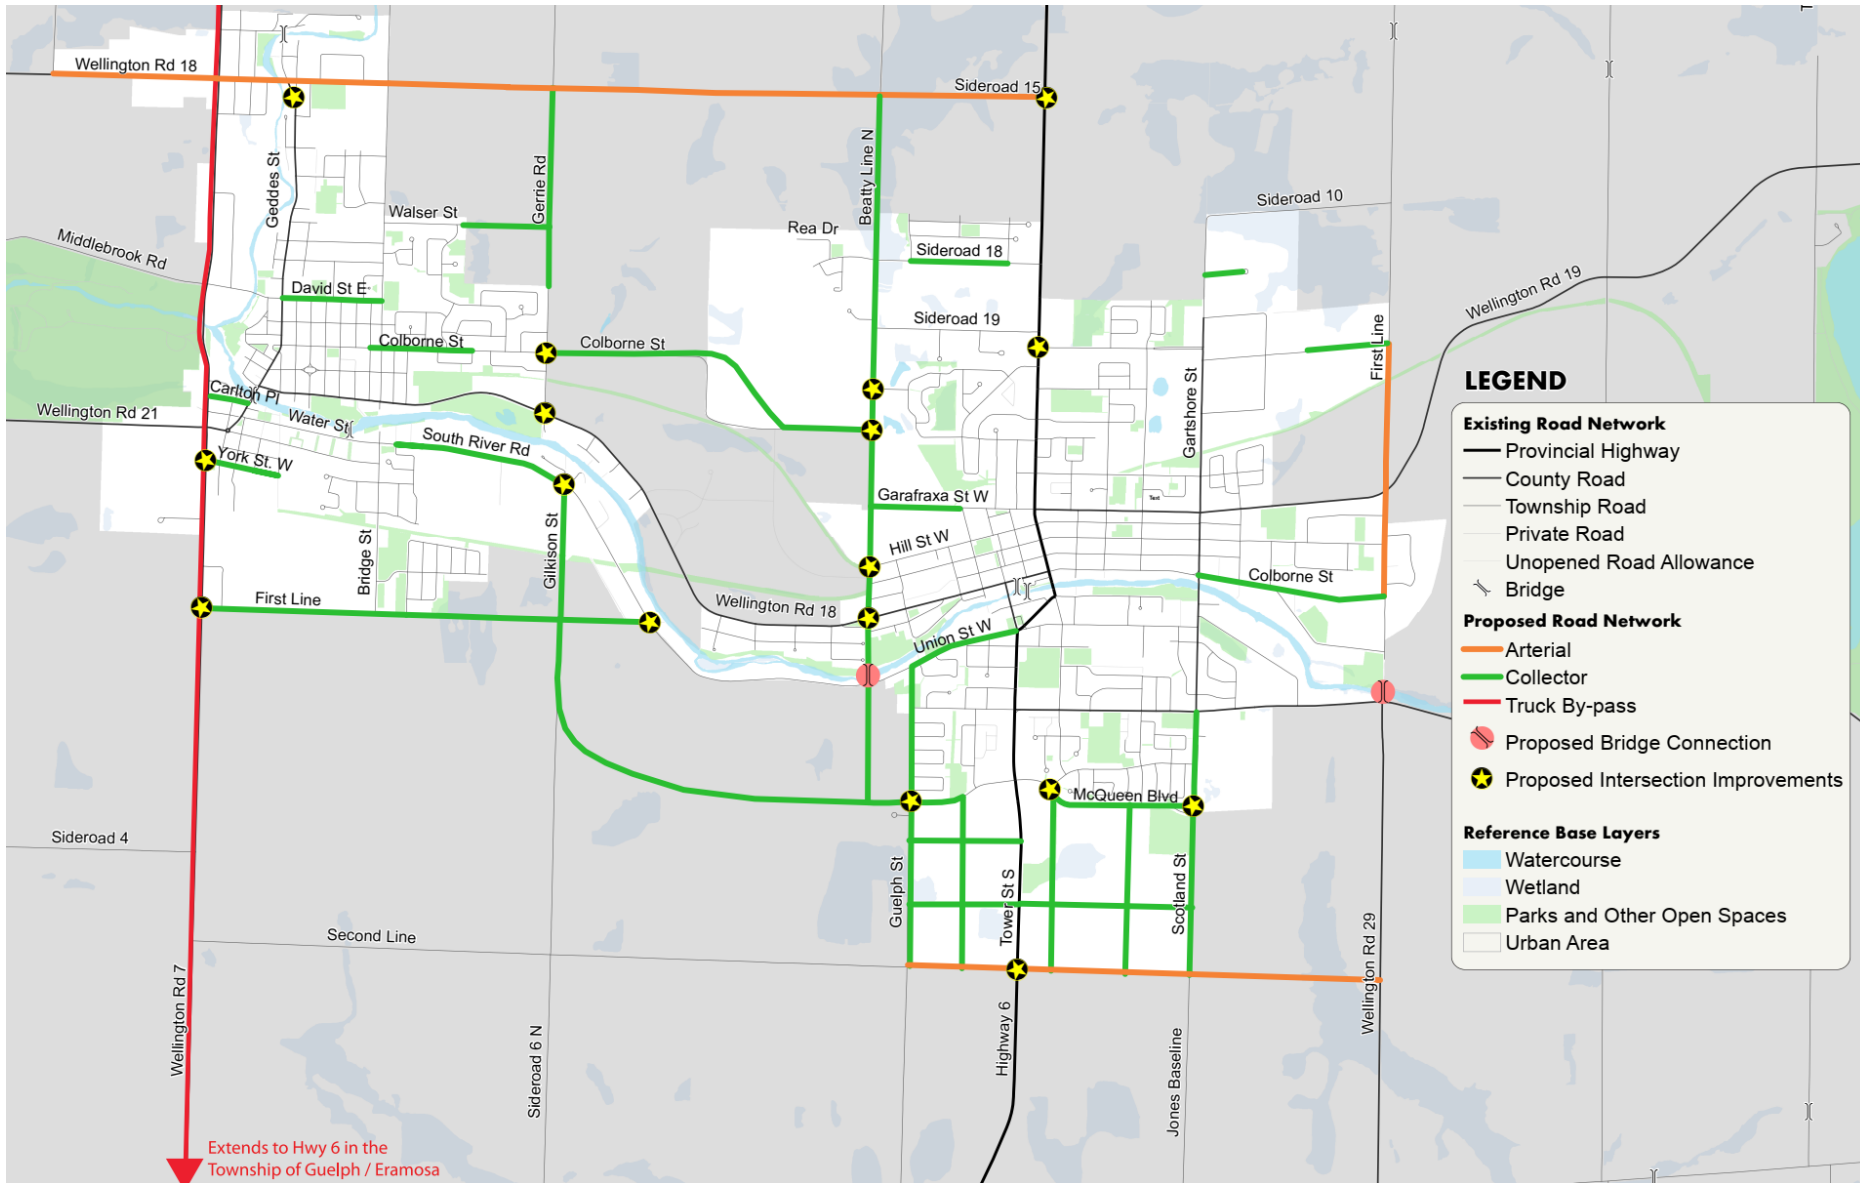 Wellington Rd 18
Sideroad 15
Geddes St
Gerrie Rd
Beatty Line N
Walser St
Rea Dr
Sideroad 10
Middlebrook Rd
Sideroad 18
David St E
Wellington Rd 19
Sideroad 19
Colborne St
Colborne St
First Line
Gartshore St
Carlton Pl
Wellington Rd 21
Water St
South River Rd
York St. W
Garafraxa St W
Text
Hill St W
Gilkison St
Bridge St
Colborne St
First Line
Wellington Rd 18
Union St W
McQueen Blvd
Sideroad 4
Guelph St
Tower St S
Scotland St
Second Line
Wellington Rd 29
Wellington Rd 7
Sideroad 6 N
Highway 6
Jones Baseline
Extends to Hwy 6 in the
Township of Guelph / Eramosa
LEGEND
Existing Road Network
Provincial Highway
County Road
Township Road
Private Road
Unopened Road Allowance
Bridge
Proposed Road Network
Arterial
Collector
Truck By-pass
Proposed Bridge Connection
Proposed Intersection Improvements
Reference Base Layers
Watercourse
Wetland
Parks and Other Open Spaces
Urban Area